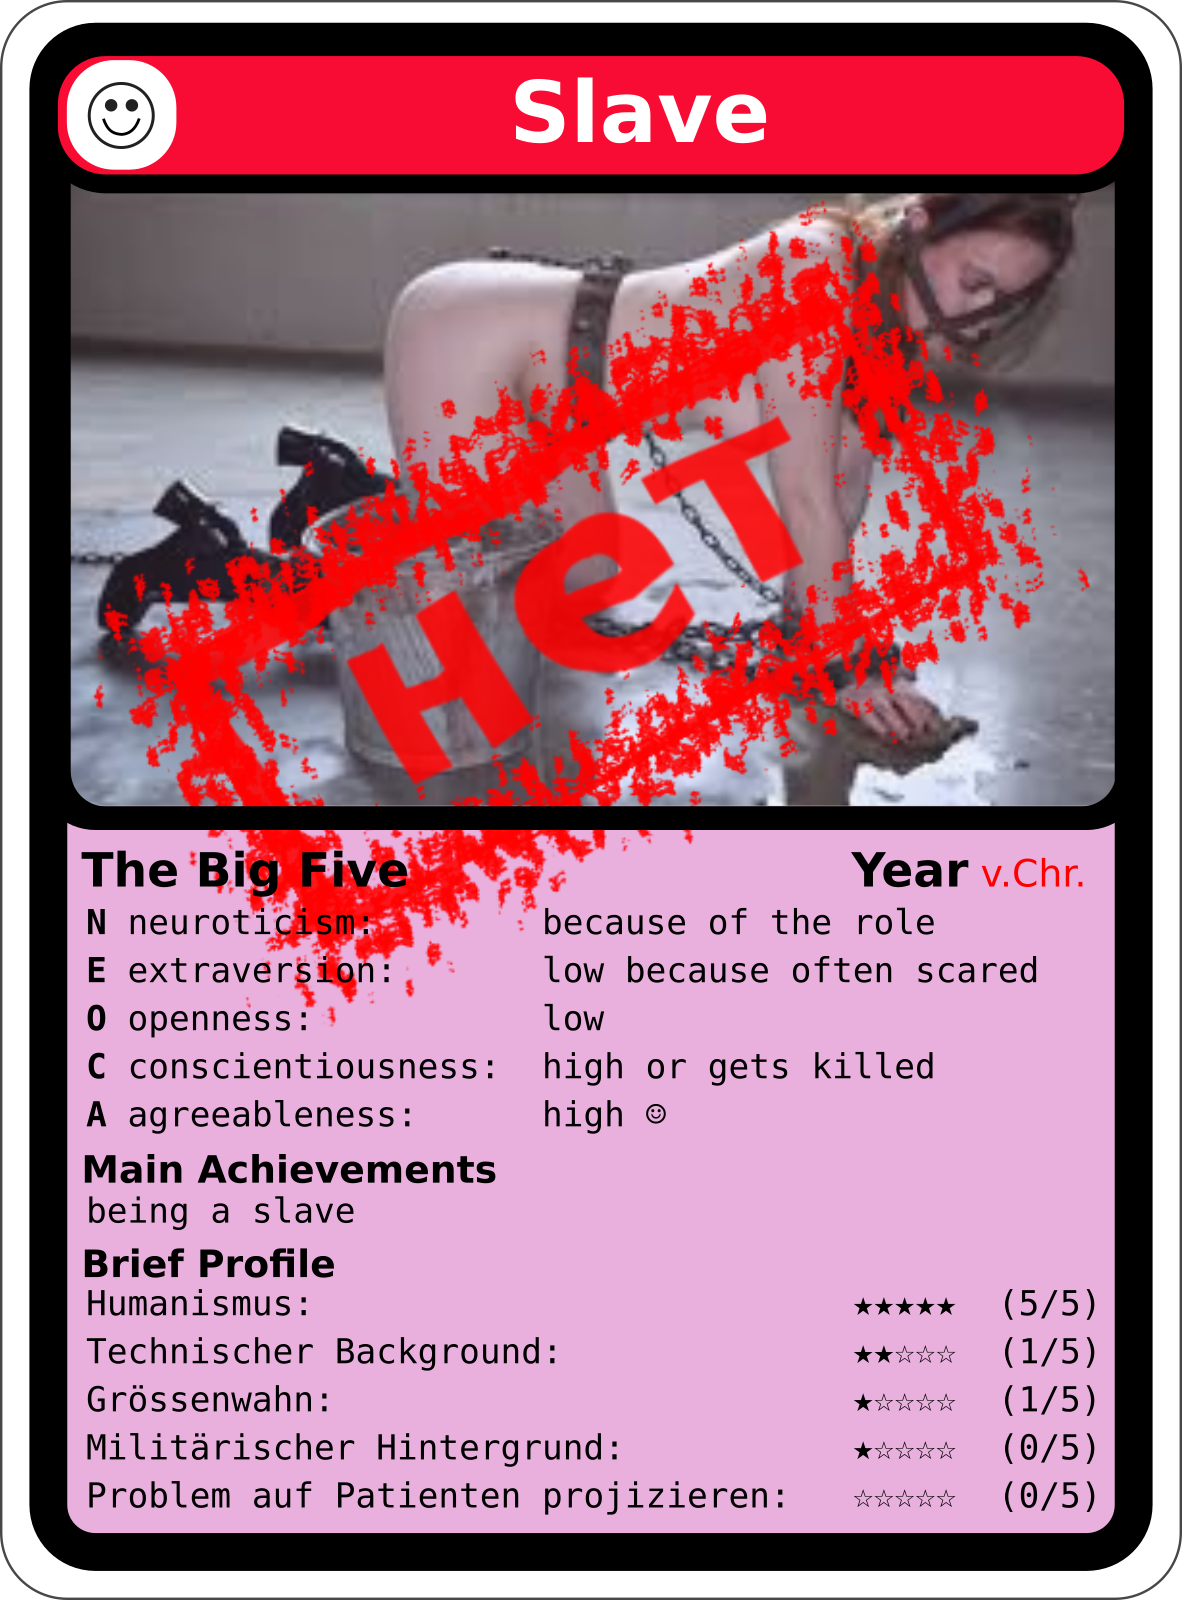 Slave
нет
The Big Five Year v.Chr.
N neuroticism: because of the role
E extraversion: low because often scared
O openness: low
C conscientiousness: high or gets killed
A agreeableness: high ☺
Main Achievements
being a slave
Brief Profile
Humanismus: ★★★★★ (5/5)
Technischer Background: ★★☆☆☆ (1/5)
Grössenwahn: ★☆☆☆☆ (1/5)
Militärischer Hintergrund: ★☆☆☆☆ (0/5)
Problem auf Patienten projizieren: ☆☆☆☆☆ (0/5)